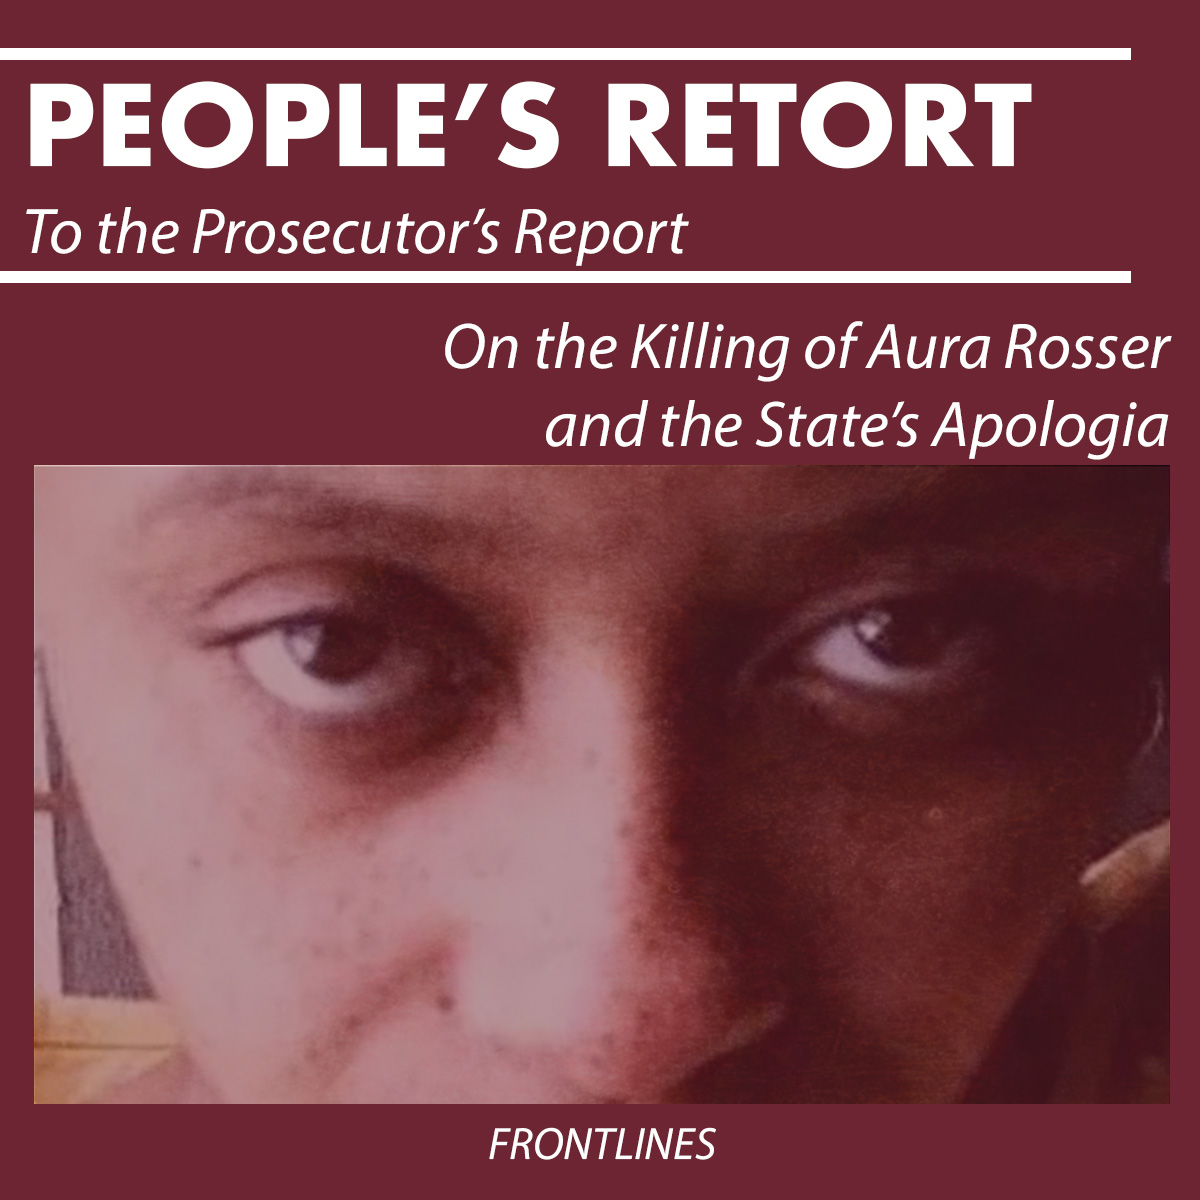 PEOPLE’S RETORT
To the Prosecutor’s Report
On the Killing of Aura Rosser
and the State’s Apologia
FRONTLINES